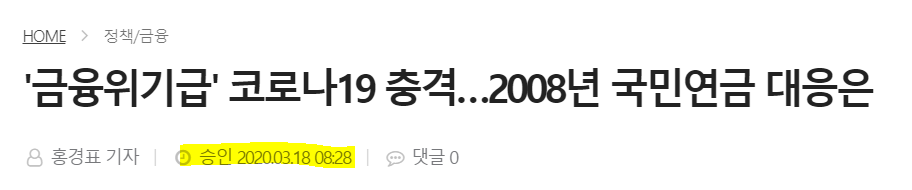 HOME > 정책/금융
'금융위기급' 코로나19 충격...2008년 국민연금 대응은
홍경표 기자 | 승인 2020.03.18 08:28 | 댓글 0